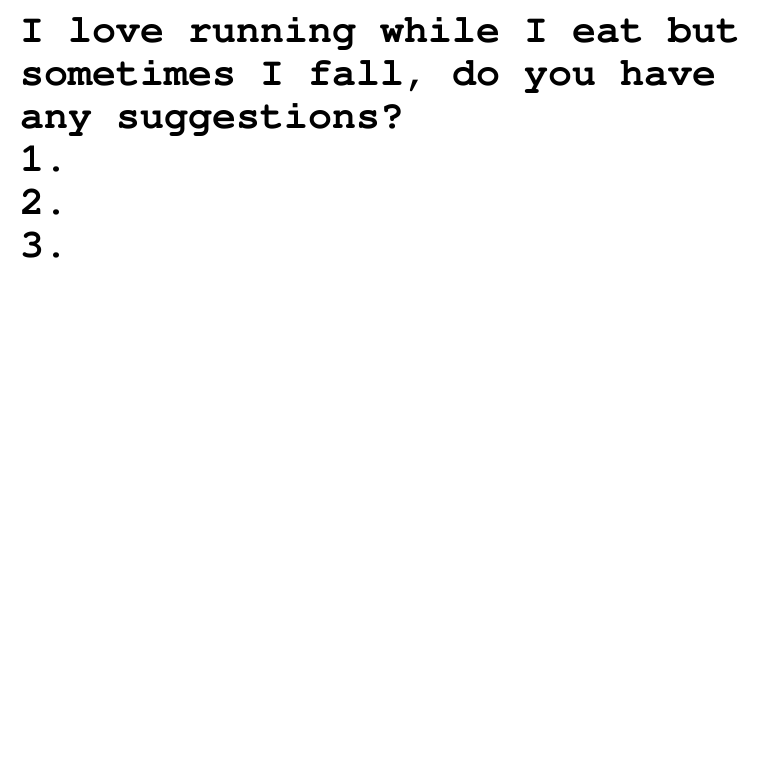 I love running while I eat but
sometimes I fall, do you have
any suggestions?
1.
2.
3.